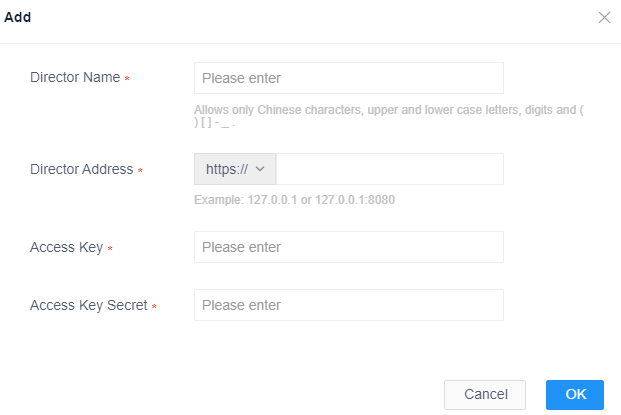 Add
Director Name *
Please enter
Allows only Chinese characters, upper and lower case letters, digits and (
) [ ] - _ .
Director Address *
https://
Example: 127.0.0.1 or 127.0.0.1:8080
Access Key *
Please enter
Access Key Secret *
Please enter
Cancel
OK